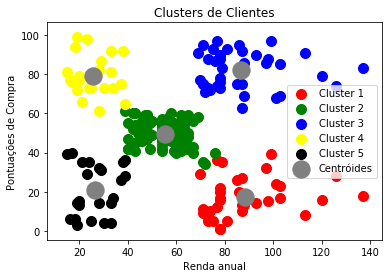 Clusters de Clientes
Pontuações de Compra
100
80
60
40
20
0
Cluster 1
Cluster 2
Cluster 3
Cluster 4
Cluster 5
Centróides
20
40
60
80
100
120
140
Renda anual